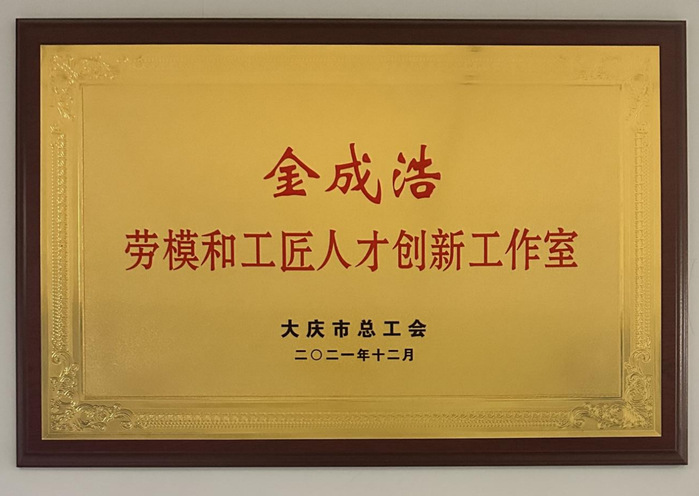 金成浩
劳模和工匠人才创新工作室
大庆市总工会
二〇二一年十二月